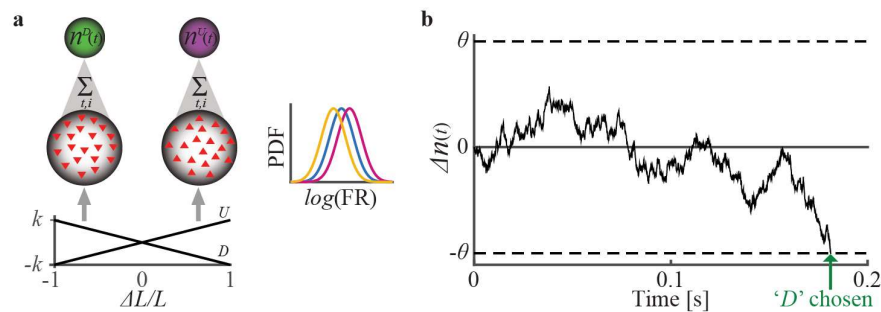 a
n^D(t)
n^U(t)
Σ
t,i
Σ
t,i
k
-k
U
D
-1
0
1
ΔL/L
PDF
log(FR)
b
θ
0
-θ
Δn(t)
0
0.1
0.2
Time [s]
‘D’ chosen